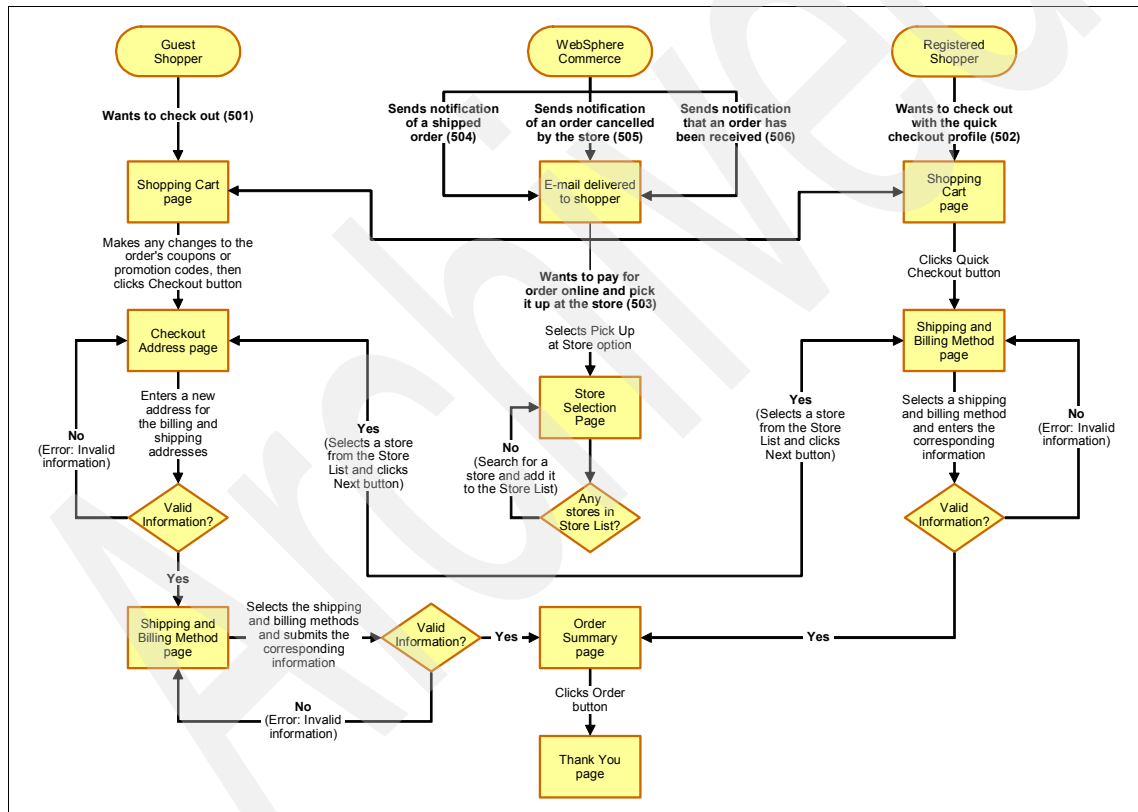 Guest
Shopper
WebSphere
Commerce
Registered
Shopper
Wants to check out (501)
Sends notification
of a shipped
order (504)
Sends notification
of an order cancelled
by the store (505)
Sends notification
that an order has
been received (506)
Wants to check out
with the quick
checkout profile (502)
Shopping Cart
page
E-mail delivered
to shopper
Shopping
Cart
page
Makes any changes to the
order's coupons or
promotion codes, then
clicks Checkout button
Wants to pay for
order online and pick
it up at the store (503)
Clicks Quick
Checkout button
Selects Pick Up
at Store option
Checkout
Address page
Shipping and
Billing Method
page
Enters a new
address for
the billing and
shipping
addresses
No
(Error: Invalid
information)
Yes
(Selects a store
from the Store
List and clicks
Next button)
Store
Selection
Page
No
(Search for a
store and add it
to the Store List)
Yes
(Selects a store
from the Store
List and clicks
Next button)
Selects a shipping
and billing method
and enters the
corresponding
information
No
(Error: Invalid
information)
Valid
Information?
Any
stores in
Store List?
Valid
Information?
Yes
Shipping and
Billing Method
page
Selects the shipping
and billing methods
and submits the
corresponding
information
Valid
Information?
Yes
Order
Summary
page
Yes
No
(Error: Invalid
information)
Clicks Order
button
Thank You
page
Archived